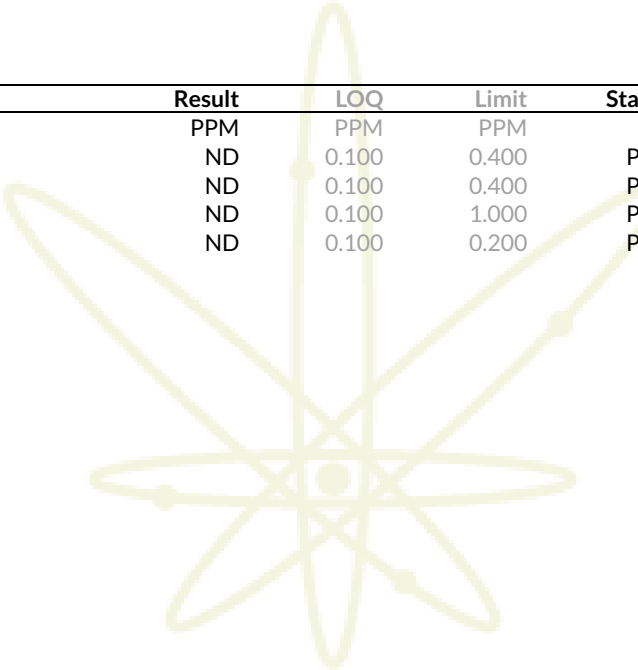 Result LOQ Limit Sta
PPM PPM PPM
ND 0.100 0.400 P
ND 0.100 0.400 P
ND 0.100 1.000 P
ND 0.100 0.200 P